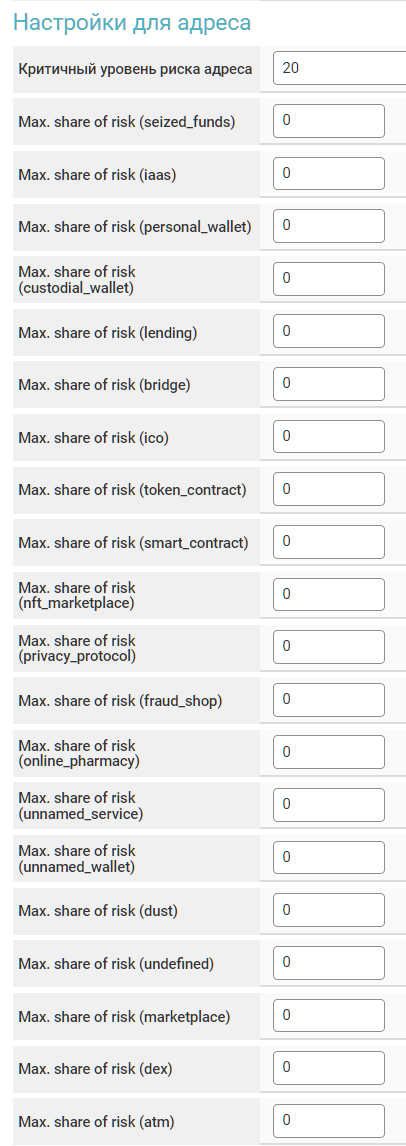 Настройки для адреса
Критичный уровень риска адреса 20
Max. share of risk (seized_funds) 0
Max. share of risk (iaas) 0
Max. share of risk (personal_wallet) 0
Max. share of risk
(custodial_wallet) 0
Max. share of risk (lending) 0
Max. share of risk (bridge) 0
Max. share of risk (ico) 0
Max. share of risk (token_contract) 0
Max. share of risk (smart_contract) 0
Max. share of risk
(nft_marketplace) 0
Max. share of risk
(privacy_protocol) 0
Max. share of risk (fraud_shop) 0
Max. share of risk
(online_pharmacy) 0
Max. share of risk
(unnamed_service) 0
Max. share of risk
(unnamed_wallet) 0
Max. share of risk (dust) 0
Max. share of risk (undefined) 0
Max. share of risk (marketplace) 0
Max. share of risk (dex) 0
Max. share of risk (atm) 0